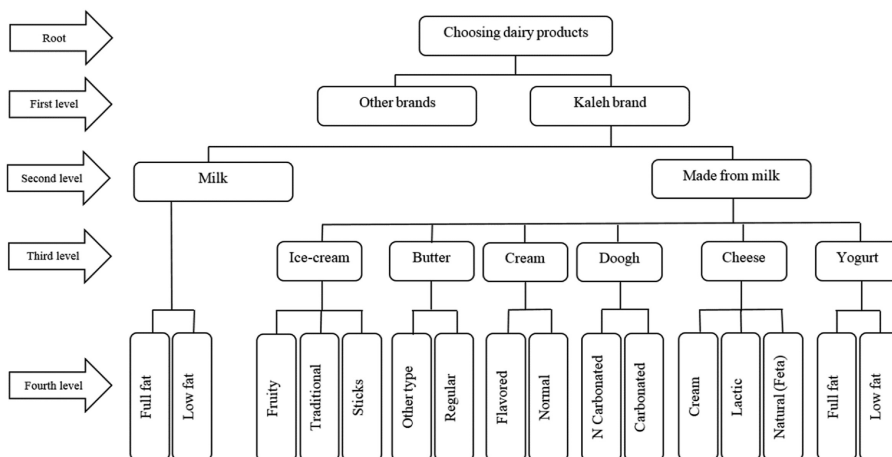 Root
Choosing dairy products
First level
Other brands
Kaleh brand
Second level
Milk
Made from milk
Third level
Ice-cream
Butter
Cream
Doogh
Cheese
Yogurt
Fourth level
Full fat
Low fat
Fruity
Traditional
Sticks
Other type
Regular
Flavored
Normal
N Carbonated
Carbonated
Cream
Lactic
Natural (Feta)
Full fat
Low fat